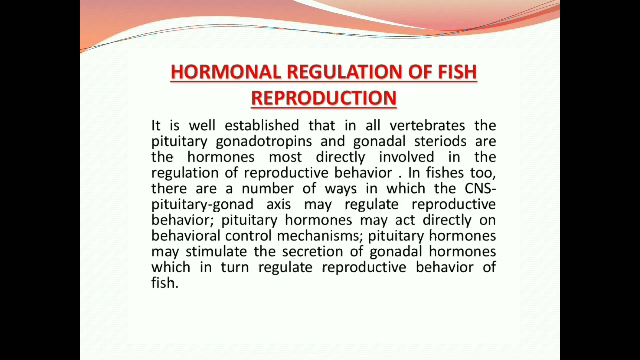 HORMONAL REGULATION OF FISH
REPRODUCTION
It is well established that in all vertebrates the
pituitary gonadotropins and gonadal steriods are
the hormones most directly involved in the
regulation of reproductive behavior . In fishes too,
there are a number of ways in which the CNS-
pituitary-gonad axis may regulate reproductive
behavior; pituitary hormones may act directly on
behavioral control mechanisms; pituitary hormones
may stimulate the secretion of gonadal hormones
which in turn regulate reproductive behavior of
fish.